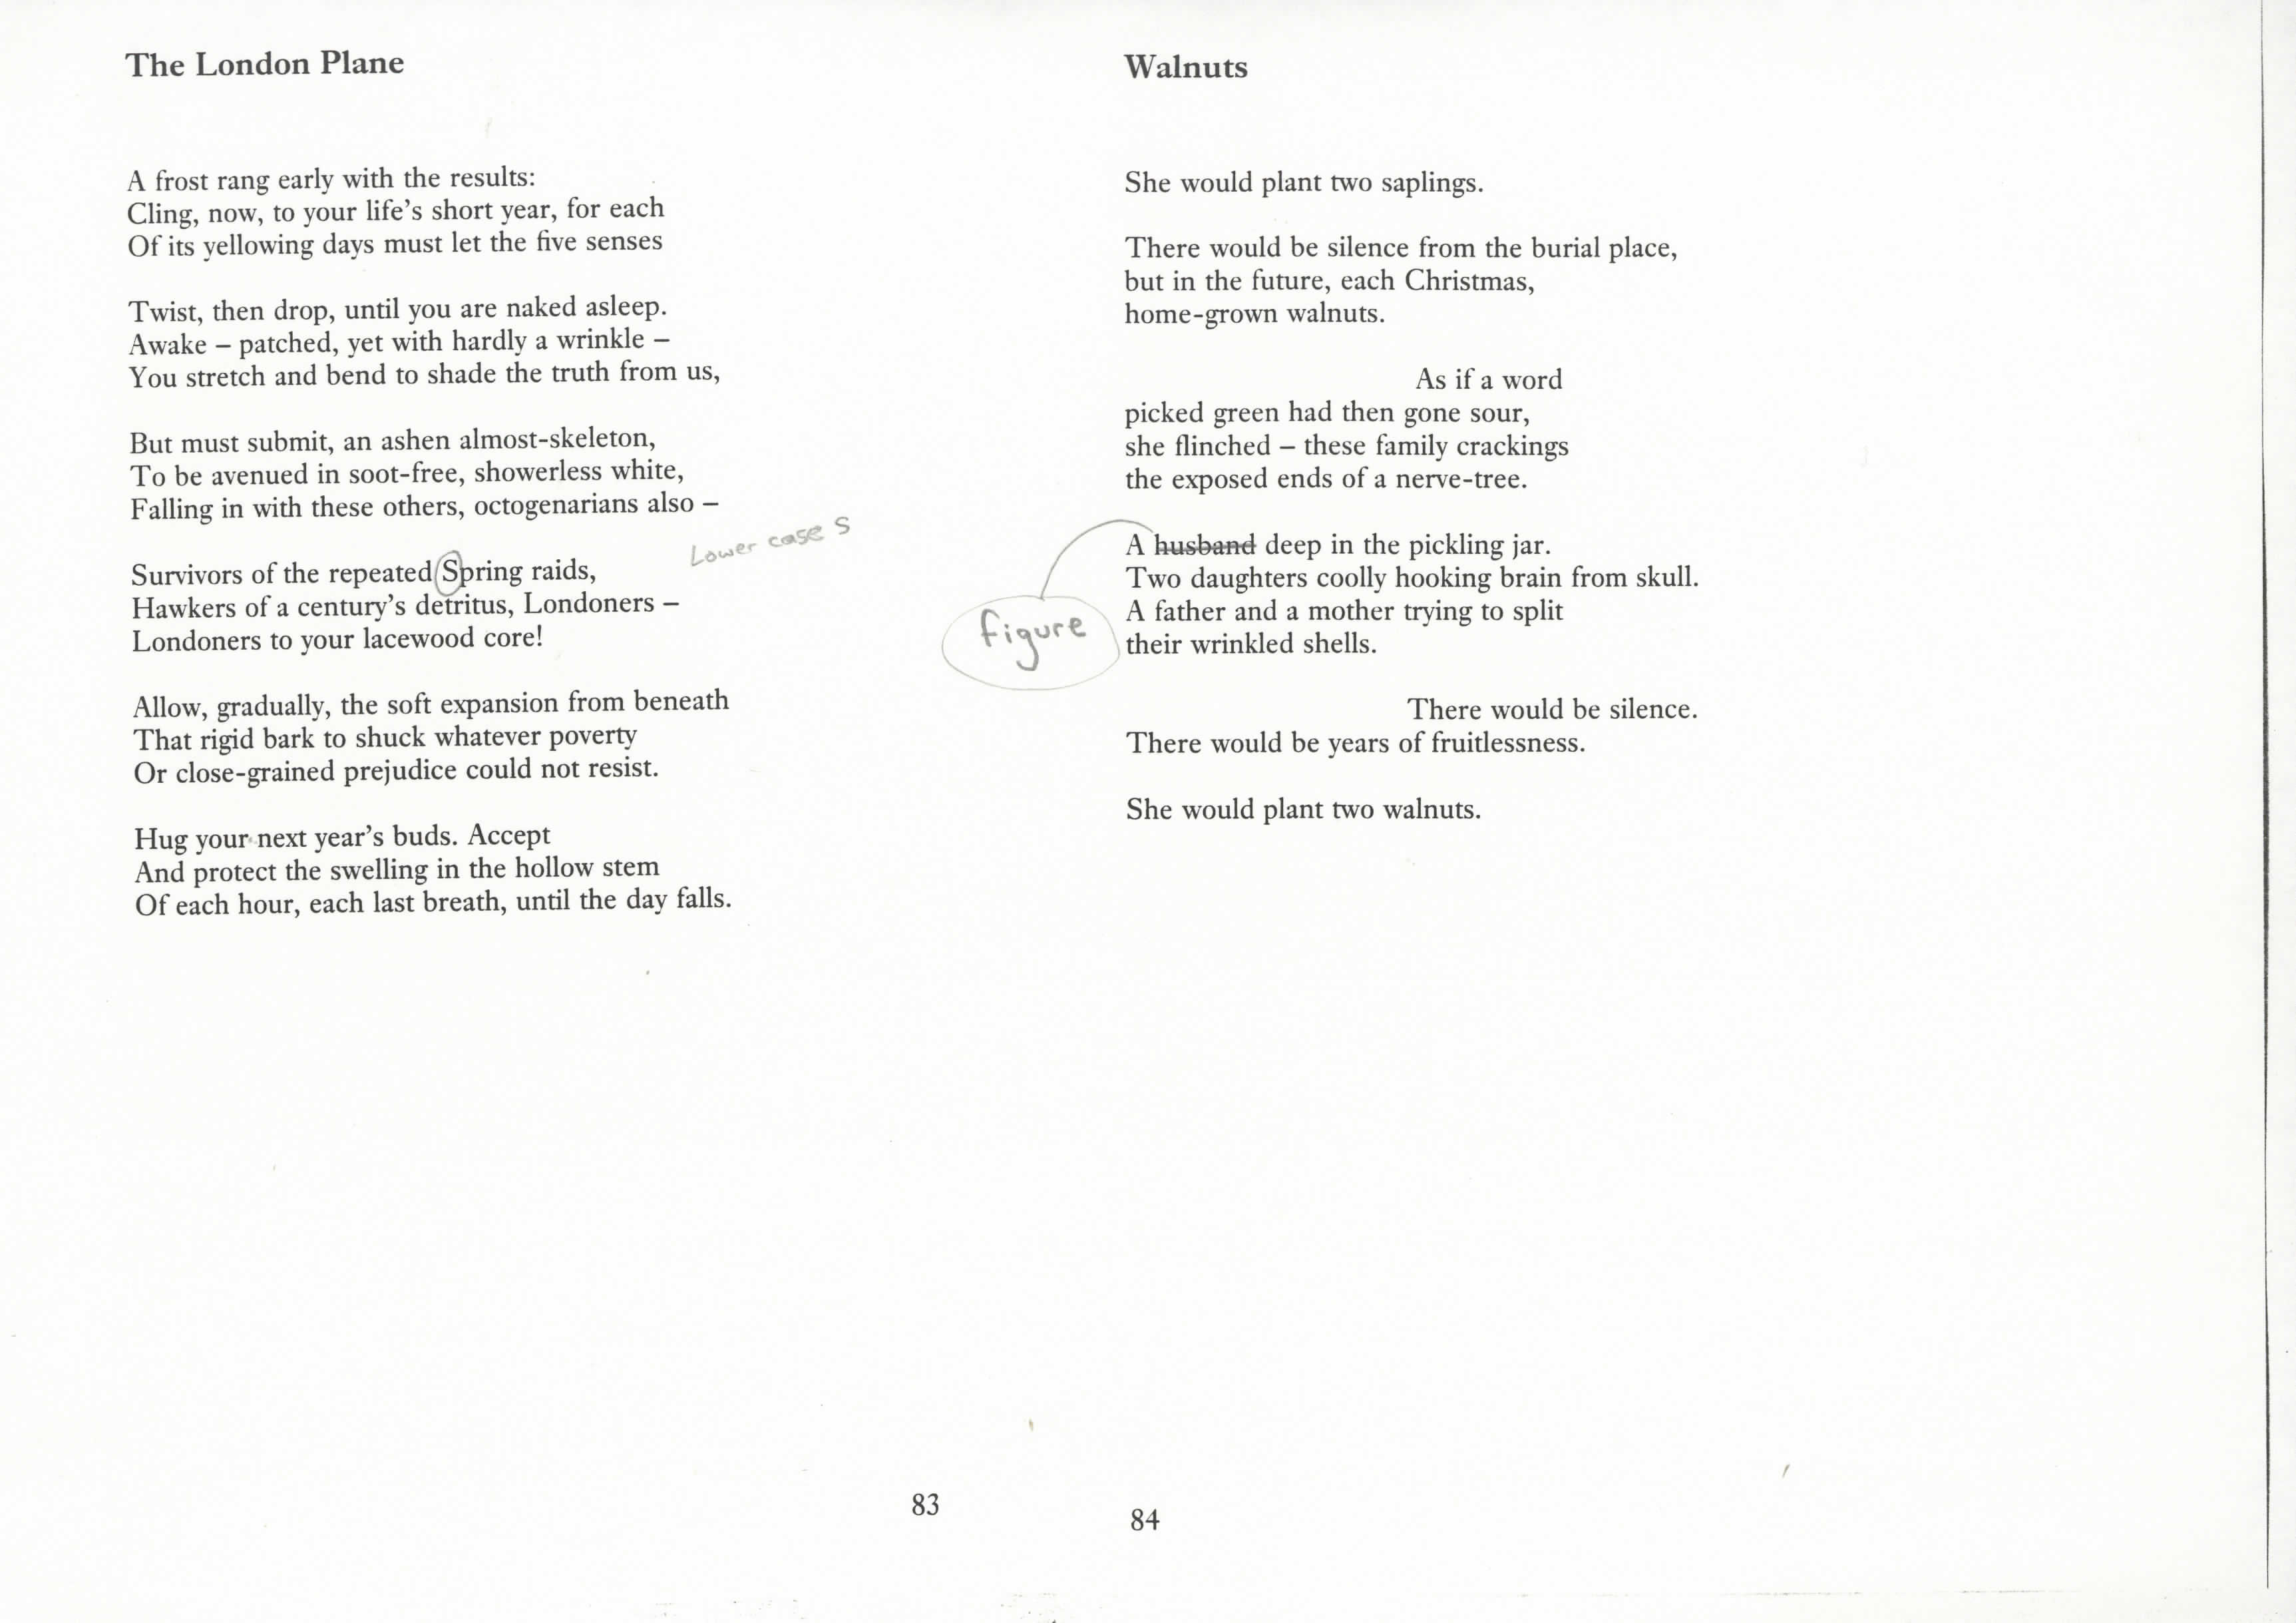 The London Plane
A frost rang early with the results:
Cling, now, to your life's short year, for each
Of its yellowing days must let the five senses
Twist, then drop, until you are naked asleep.
Awake – patched, yet with hardly a wrinkle –
You stretch and bend to shade the truth from us,
But must submit, an ashen almost-skeleton,
To be avenued in soot-free, showerless white,
Falling in with these others, octogenarians also –
Lower case s
Survivors of the repeated Spring raids,
Hawkers of a century's detritus, Londoners –
Londoners to your lacewood core!
Allow, gradually, the soft expansion from beneath
That rigid bark to shuck whatever poverty
Or close-grained prejudice could not resist.
Hug your next year's buds. Accept
And protect the swelling in the hollow stem
Of each hour, each last breath, until the day falls.
83
Walnuts
She would plant two saplings.
There would be silence from the burial place,
but in the future, each Christmas,
home-grown walnuts.
As if a word
picked green had then gone sour,
she flinched – these family crackings
the exposed ends of a nerve-tree.
A husband deep in the pickling jar.
figure
Two daughters coolly hooking brain from skull.
A father and a mother trying to split
their wrinkled shells.
There would be silence.
There would be years of fruitlessness.
She would plant two walnuts.
84